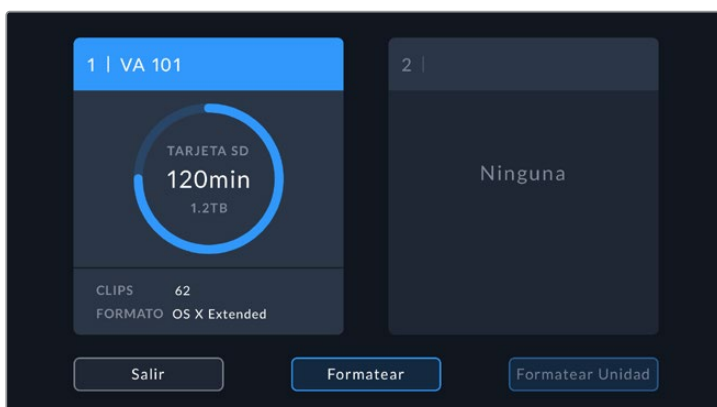 1 | VA 101
TARJETA SD
120min
1.2TB
CLIPS 62
FORMATO OS X Extended
2 |
Ninguna
Salir
Formatear
Formatear Unidad